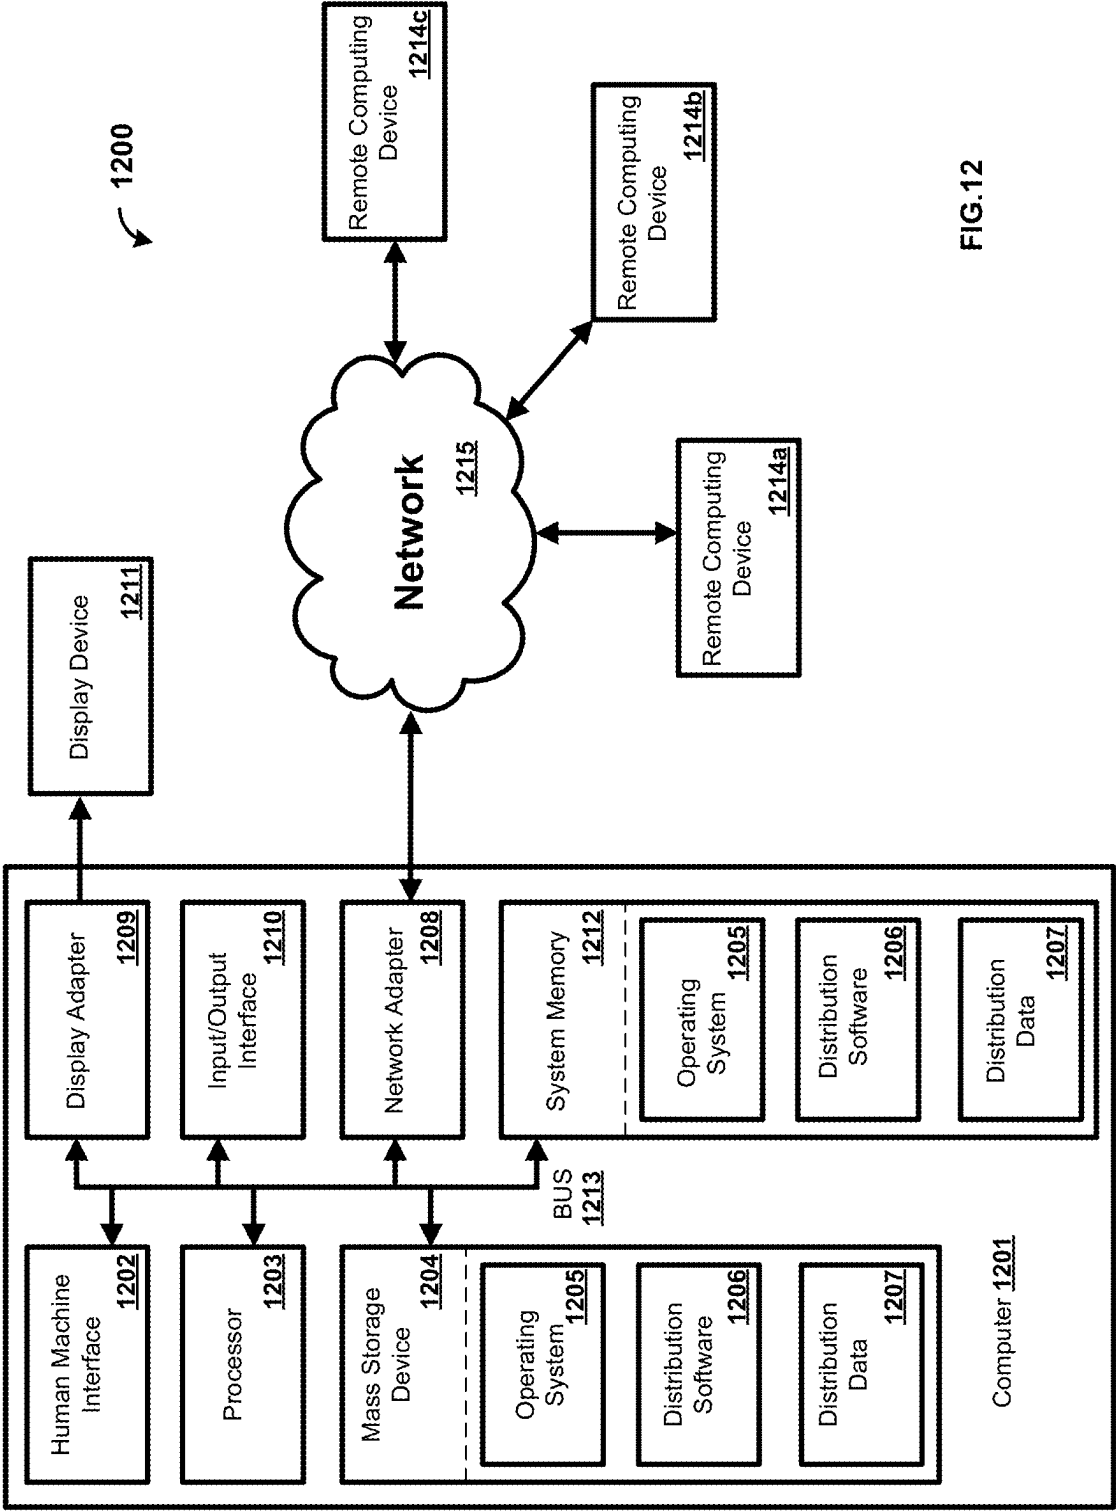 1200
Human Machine
Interface
1202
Display Adapter
1209
Display Device
1211
Processor
1203
Input/Output
Interface
1210
Mass Storage
Device
1204
Operating
System
1205
Distribution
Software
1206
Distribution
Data
1207
Network Adapter
1208
BUS
1213
System Memory
1212
Operating
System
1205
Distribution
Software
1206
Distribution
Data
1207
Computer 1201
Network
1215
Remote Computing
Device
1214c
Remote Computing
Device
1214b
Remote Computing
Device
1214a
FIG.12